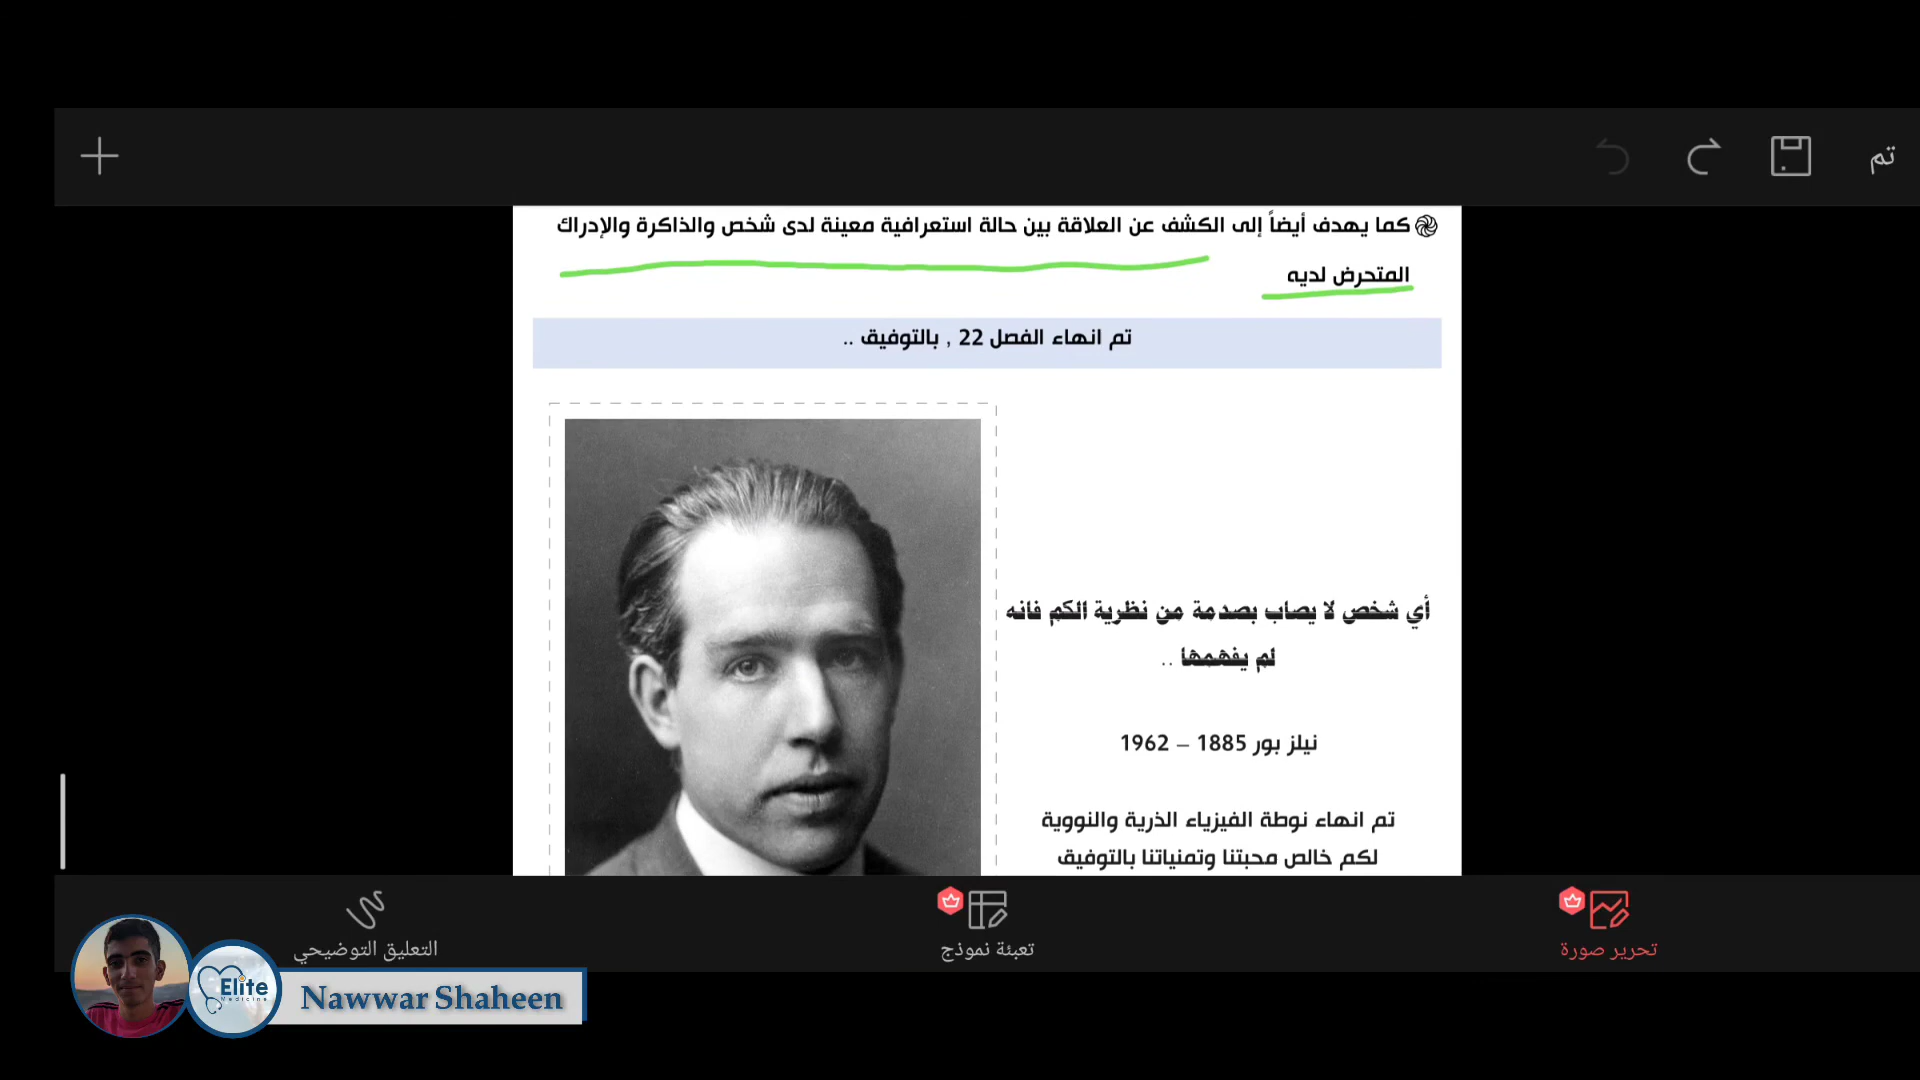 تم
كما يهدف أيضاً إلى الكشف عن العلاقة بين حالة استعرافية معينة لدى شخص والذاكرة والإدراك
المتحرض لديه
تم انهاء الفصل 22 , بالتوفيق ..
أي شخص لا يصاب بصدمة من نظرية الكم فانه
لم يفهمها ..
نيلز بور 1885 – 1962
تم انهاء نوطة الفيزياء الذرية والنووية
لكم خالص محبتنا وتمنياتنا بالتوفيق
تحرير صورة
تعبئة نموذج
التعليق التوضيحي
Elite
Medicine
Nawwar Shaheen